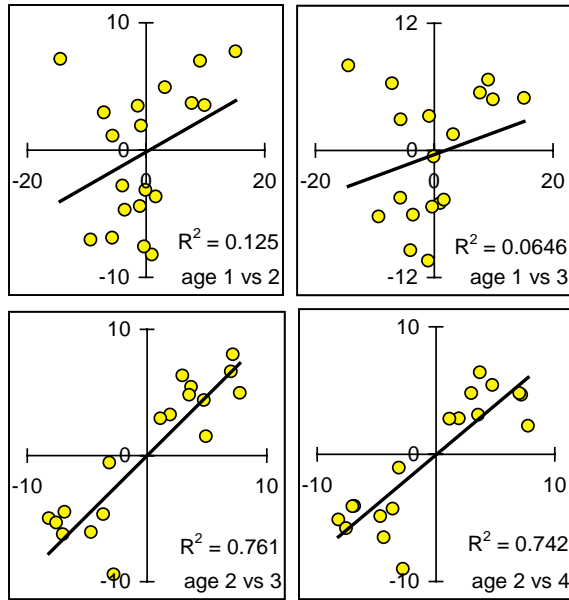 10
0
-20
20
R² = 0.125
-10
age 1 vs 2
12
0
-20
20
R² = 0.0646
-12
age 1 vs 3
10
0
-10
10
R² = 0.761
-10
age 2 vs 3
10
0
-10
10
R² = 0.742
-10
age 2 vs 4